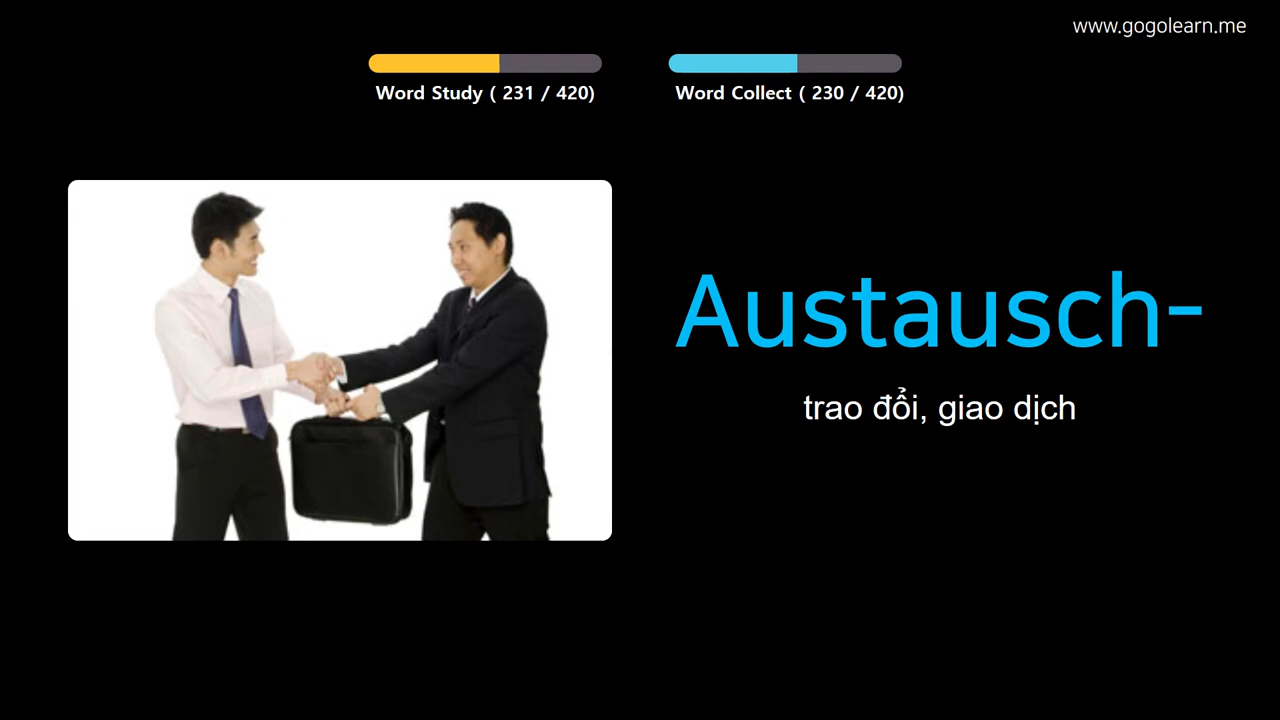 www.gogolearn.me
Word Study ( 231 / 420)
Word Collect ( 230 / 420)
Austausch-
trao đổi, giao dịch